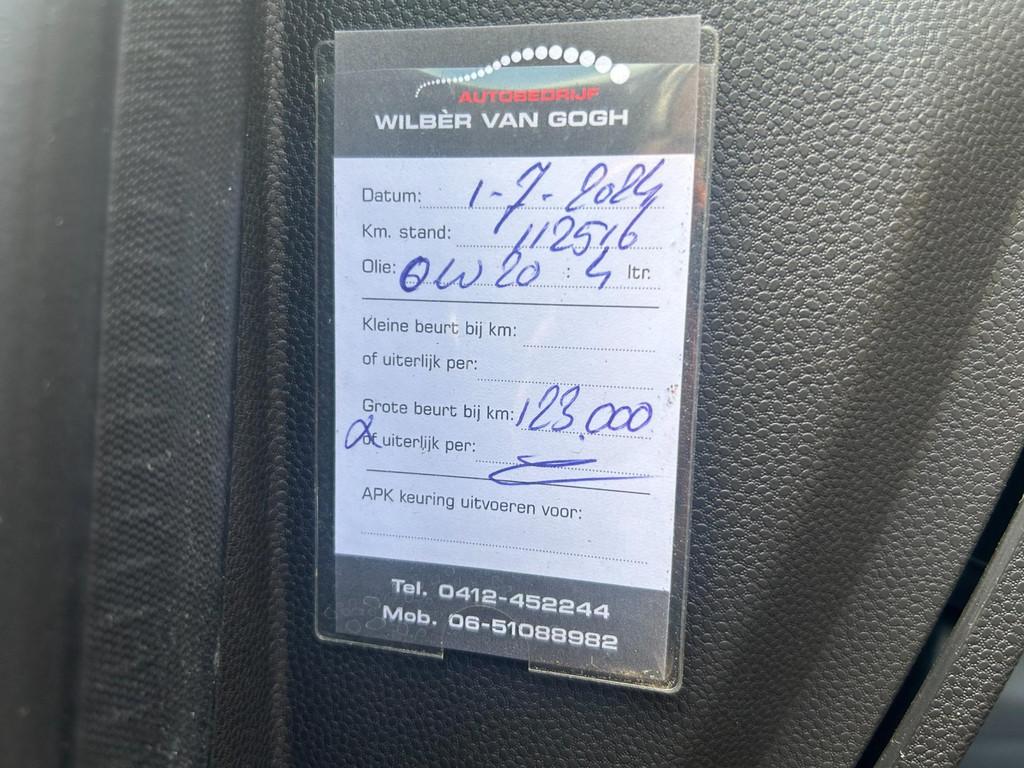 AUTOBEDRIJF
WILBÈR VAN GOGH
Datum: 1-7-2024
Km. stand: 112516
Olie: 0W20 : 4 ltr.
Kleine beurt bij km:
of uiterlijk per:
Grote beurt bij km: 123.000
of uiterlijk per:
APK keuring uitvoeren voor:
Tel. 0412-452244
Mob. 06-51088982